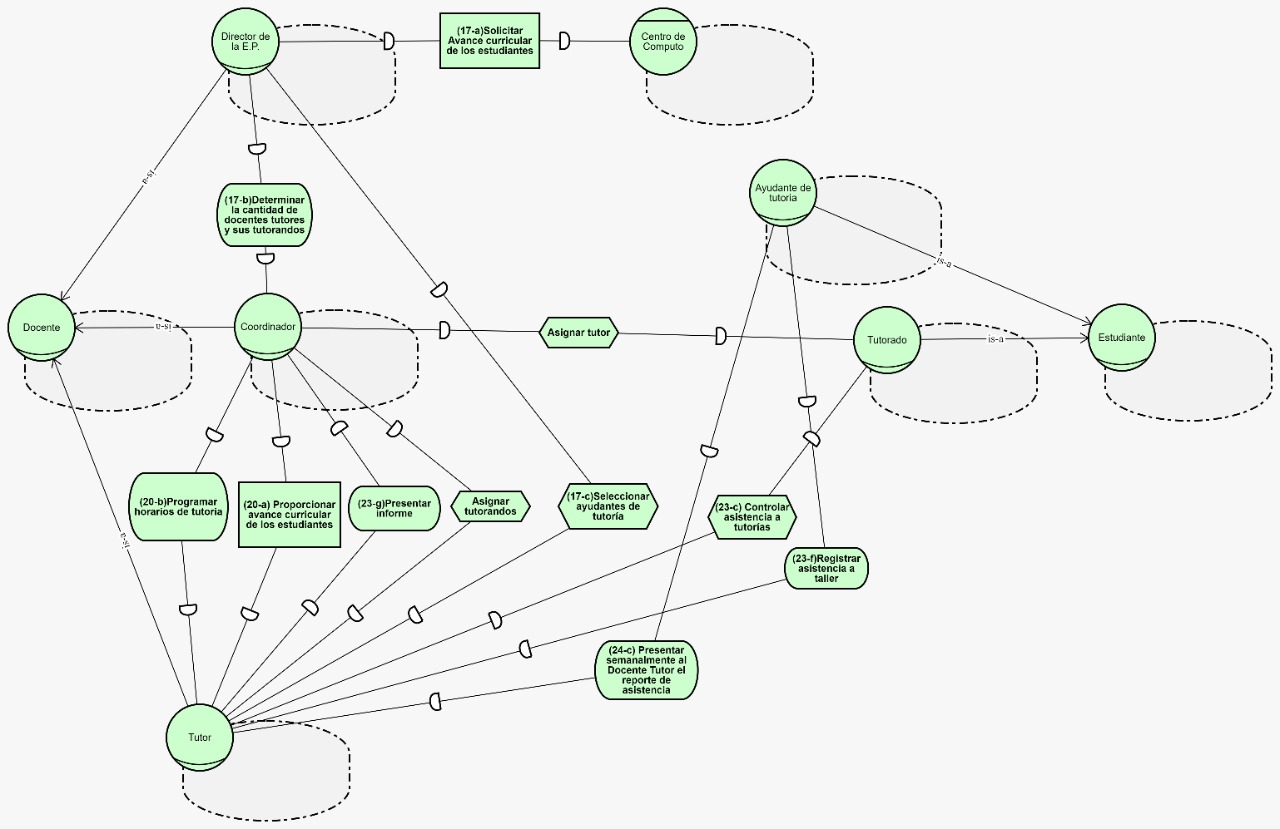 Director de
la E.P.
(17-a)Solicitar
Avance curricular
de los estudiantes
Centro de
Computo
is-a
(17-b)Determinar
la cantidad de
docentes tutores
y sus tutorandos
Ayudante de
tutoria
is-a
Docente
is-a
Coordinador
Asignar tutor
Tutorado
is-a
Estudiante
(20-b)Programar
horarios de tutoria
(20-a) Proporcionar
avance curricular
de los estudiantes
(23-g)Presentar
informe
Asignar
tutorandos
(17-c)Seleccionar
ayudantes de
tutoría
(23-c) Controlar
asistencia a
tutorías
is-a
(23-f)Registrar
asistencia a
taller
(24-c) Presentar
semanalmente al
Docente Tutor el
reporte de
asistencia
Tutor